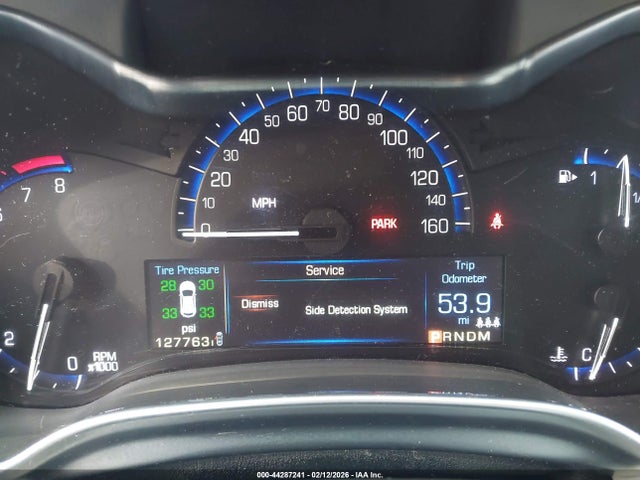 60 70 80
50 90
40 100
30 110
20 120
10 140
0 MPH PARK 160
6 7 8
1
1/
Tire Pressure
28 30
33 33
psi
127763
Service
Dismiss Side Detection System
Trip
Odometer
53.9
mi
PRNDM
2 0 RPM
x1000
C
000-44287241 - 02/12/2026 - IAA Inc.